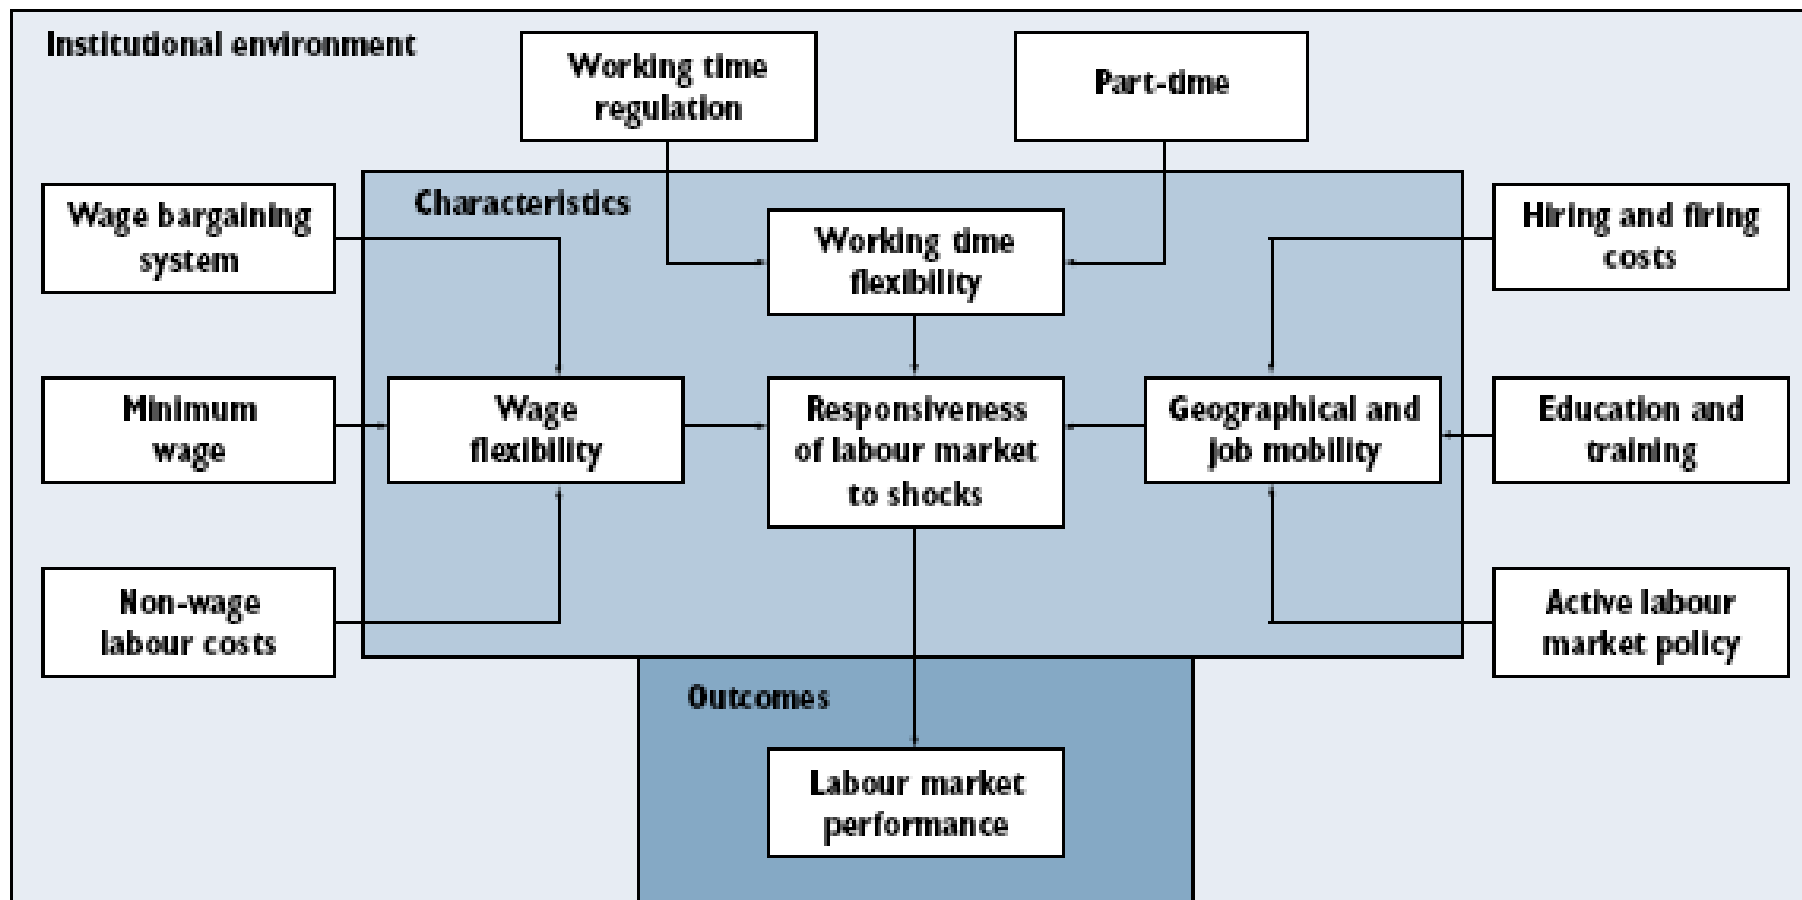 Institutional environment
Working time
regulation
Part-time
Wage bargaining
system
Characteristics
Working time
flexibility
Hiring and firing
costs
Minimum
wage
Wage
flexibility
Responsiveness
of labour market
to shocks
Geographical and
job mobility
Education and
training
Non-wage
labour costs
Active labour
market policy
Outcomes
Labour market
performance